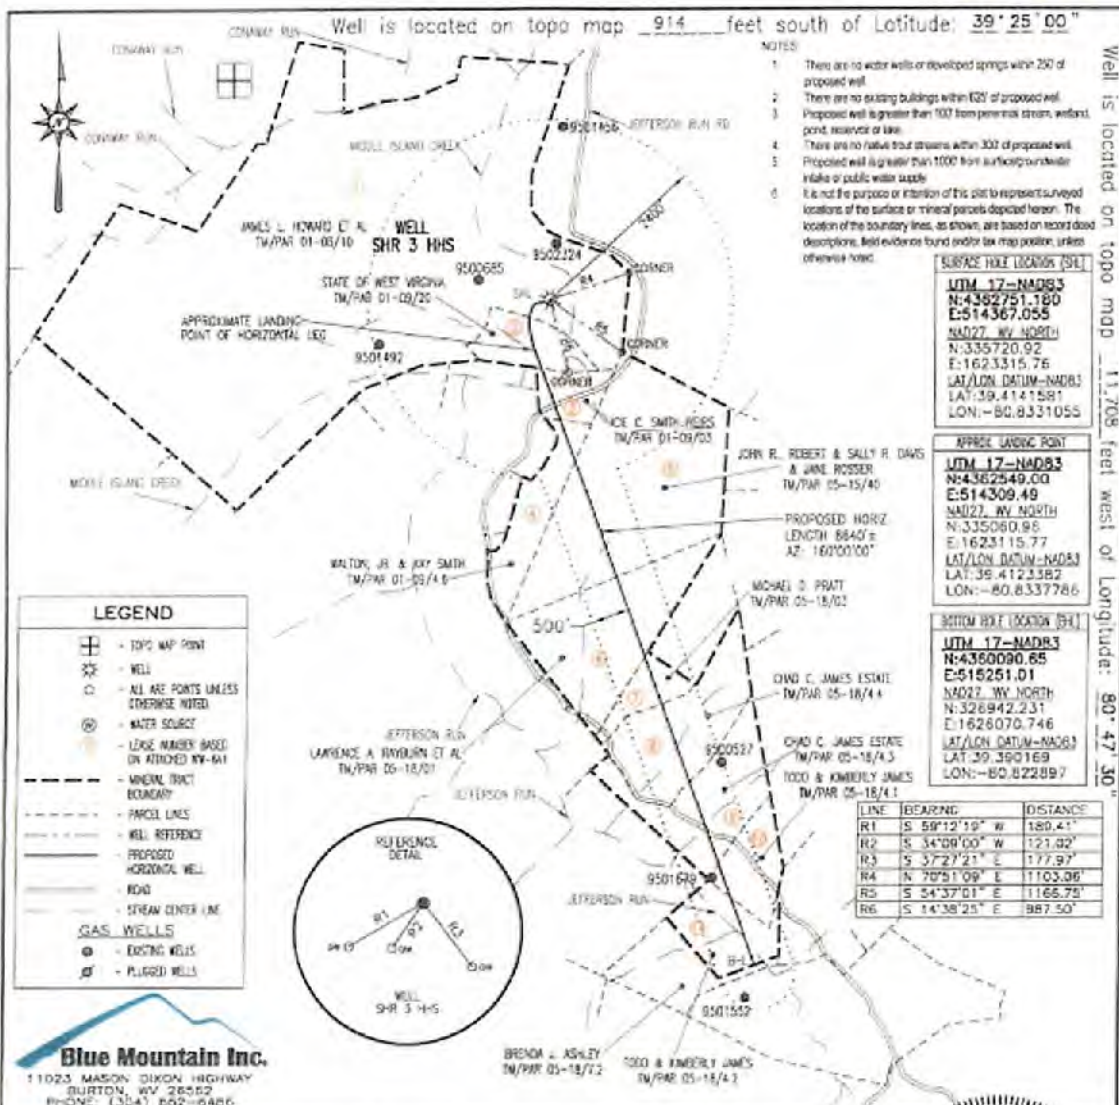 Well is located on topo map 914 feet south of Latitude: 39°25'00"
Well is located on topo map 11,708 feet west of Longitude: 80°47'30"
NOTES
1 There are no water wells or developed springs within 250' of
proposed well.
2 There are no existing buildings within 625' of proposed well.
3 Proposed well is greater than 100' from perennial stream, wetland,
pond, reservoir or lake.
4 There are no native trout streams within 300' of proposed well.
5 Proposed well is greater than 1000' from surface/groundwater
intake or public water supply.
6 It is not the purpose or intention of this plat to represent surveyed
locations of the surface or mineral parcels depicted hereon. The
location of the boundary lines, as shown, are based on record deed
descriptions, field evidence found and/or tax map position, unless
otherwise noted.
CONAWAY RUN
CONAWAY RUN
CONAWAY RUN
9501456
JEFFERSON RUN RD
MIDDLE ISLAND CREEK
JAMES L. HOWARD ET AL
TM/PAR 01-08/10
WELL
SHR 3 HHS
9502324
2400'
9500685
R4
CORNER
STATE OF WEST VIRGINIA
TM/PAR 01-09/20
SHL
APPROXIMATE LANDING
POINT OF HORIZONTAL LEG
R5
R6
CORNER
9501492
CORNER
JOE C. SMITH HEIRS
TM/PAR 01-09/03
JOHN R., ROBERT & SALLY R. DAVIS
& JANE ROSSER
TM/PAR 05-15/40
MIDDLE ISLAND CREEK
PROPOSED HORIZ.
LENGTH 8640'±
AZ: 160°00'00"
WALTON, JR. & KAY SMITH
TM/PAR 01-09/4.6
MICHAEL D. PRATT
TM/PAR 05-18/03
500'
CHAD C. JAMES ESTATE
TM/PAR 05-18/4.4
JEFFERSON RUN
LAWRENCE A. RAYBURN ET AL
TM/PAR 05-18/01
9500527
CHAD C. JAMES ESTATE
TM/PAR 05-18/4.3
TODD & KIMBERLY JAMES
TM/PAR 05-18/4.1
JEFFERSON RUN
9501679
JEFFERSON RUN
BHL
9501552
BRENDA L. ASHLEY
TM/PAR 05-18/7.2
TODD & KIMBERLY JAMES
TM/PAR 05-18/4.2
SURFACE HOLE LOCATION (SHL)
UTM 17-NAD83
N:4362751.180
E:514367.055
NAD27, WV NORTH
N:335720.92
E:1623315.76
LAT/LON DATUM-NAD83
LAT:39.4141581
LON:-80.8331055
APPROX. LANDING POINT
UTM 17-NAD83
N:4362549.00
E:514309.49
NAD27, WV NORTH
N:335060.96
E:1623115.77
LAT/LON DATUM-NAD83
LAT:39.4123382
LON:-80.8337786
BOTTOM HOLE LOCATION (BHL)
UTM 17-NAD83
N:4360090.65
E:515251.01
NAD27, WV NORTH
N:326942.231
E:1626070.746
LAT/LON DATUM-NAD83
LAT:39.390169
LON:-80.822897
LINE BEARING DISTANCE
R1 S 59°12'19" W 180.41'
R2 S 34°09'00" W 121.02'
R3 S 37°27'21" E 177.97'
R4 N 70°51'09" E 1103.06'
R5 S 54°37'01" E 1166.75'
R6 S 14°38'25" E 987.50'
LEGEND
- TOPO MAP POINT
- WELL
- ALL ARE POINTS UNLESS
OTHERWISE NOTED.
- WATER SOURCE
- LEASE NUMBER BASED
ON ATTACHED WW-6A1
- MINERAL TRACT
BOUNDARY
- PARCEL LINES
- WELL REFERENCE
- PROPOSED
HORIZONTAL WELL
- ROAD
- STREAM CENTER LINE
GAS WELLS
- EXISTING WELLS
- PLUGGED WELLS
REFERENCE
DETAIL
R1
R2
R3
WELL
SHR 3 HHS
Blue Mountain Inc.
11023 MASON DIXON HIGHWAY
BURTON, WV 26562
PHONE: (304) 662-6486